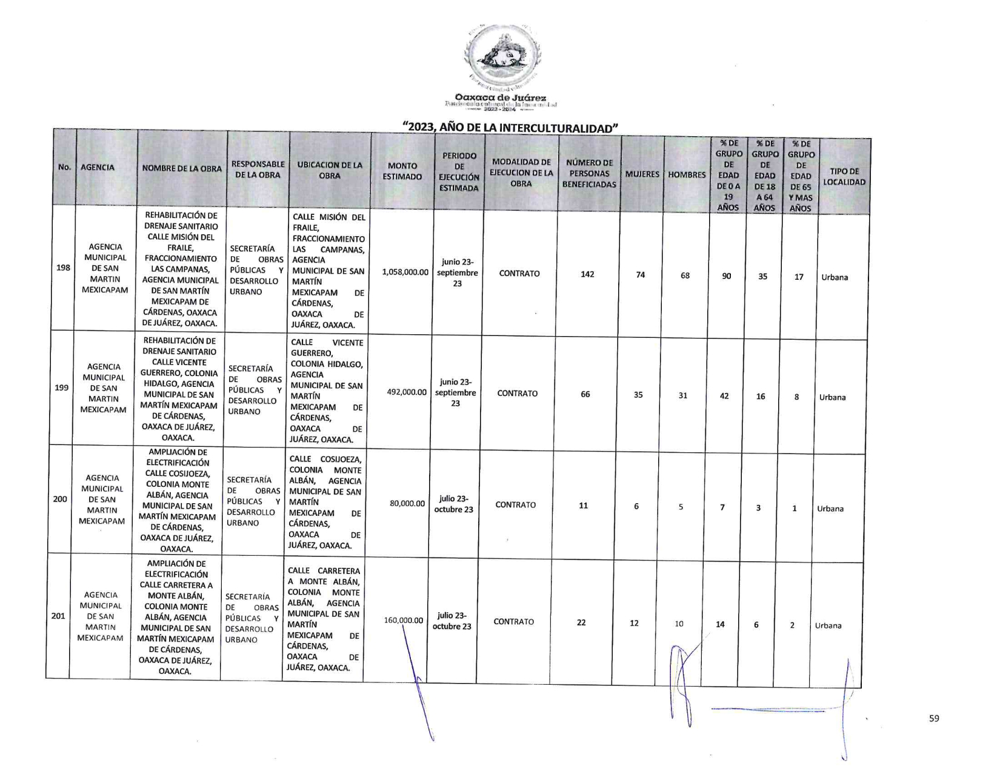 Oaxaca de Juárez
Patrimonio cultural de la humanidad
2022 - 2024
“2023, AÑO DE LA INTERCULTURALIDAD”
No.
AGENCIA
NOMBRE DE LA OBRA
RESPONSABLE
DE LA OBRA
UBICACION DE LA
OBRA
MONTO
ESTIMADO
PERIODO
DE
EJECUCIÓN
ESTIMADA
MODALIDAD DE
EJECUCION DE LA
OBRA
NÚMERO DE
PERSONAS
BENEFICIADAS
MUJERES
HOMBRES
% DE
GRUPO
DE
EDAD
DE 0 A
19
AÑOS
% DE
GRUPO
DE
EDAD
DE 18
A 64
AÑOS
% DE
GRUPO
DE
EDAD
DE 65
Y MAS
AÑOS
TIPO DE
LOCALIDAD
198
AGENCIA
MUNICIPAL
DE SAN
MARTIN
MEXICAPAM
REHABILITACIÓN DE
DRENAJE SANITARIO
CALLE MISIÓN DEL
FRAILE,
FRACCIONAMIENTO
LAS CAMPANAS,
AGENCIA MUNICIPAL
DE SAN MARTÍN
MEXICAPAM DE
CÁRDENAS, OAXACA
DE JUÁREZ, OAXACA.
SECRETARÍA
DE OBRAS
PÚBLICAS Y
DESARROLLO
URBANO
CALLE MISIÓN DEL
FRAILE,
FRACCIONAMIENTO
LAS CAMPANAS,
AGENCIA
MUNICIPAL DE SAN
MARTÍN
MEXICAPAM DE
CÁRDENAS,
OAXACA DE
JUÁREZ, OAXACA.
1,058,000.00
junio 23-
septiembre
23
CONTRATO
142
74
68
90
35
17
Urbana
199
AGENCIA
MUNICIPAL
DE SAN
MARTIN
MEXICAPAM
REHABILITACIÓN DE
DRENAJE SANITARIO
CALLE VICENTE
GUERRERO, COLONIA
HIDALGO, AGENCIA
MUNICIPAL DE SAN
MARTÍN MEXICAPAM
DE CÁRDENAS,
OAXACA DE JUÁREZ,
OAXACA.
SECRETARÍA
DE OBRAS
PÚBLICAS Y
DESARROLLO
URBANO
CALLE VICENTE
GUERRERO,
COLONIA HIDALGO,
AGENCIA
MUNICIPAL DE SAN
MARTÍN
MEXICAPAM DE
CÁRDENAS,
OAXACA DE
JUÁREZ, OAXACA.
492,000.00
junio 23-
septiembre
23
CONTRATO
66
35
31
42
16
8
Urbana
200
AGENCIA
MUNICIPAL
DE SAN
MARTIN
MEXICAPAM
AMPLIACIÓN DE
ELECTRIFICACIÓN
CALLE COSIJOEZA,
COLONIA MONTE
ALBÁN, AGENCIA
MUNICIPAL DE SAN
MARTÍN MEXICAPAM
DE CÁRDENAS,
OAXACA DE JUÁREZ,
OAXACA.
SECRETARÍA
DE OBRAS
PÚBLICAS Y
DESARROLLO
URBANO
CALLE COSIJOEZA,
COLONIA MONTE
ALBÁN, AGENCIA
MUNICIPAL DE SAN
MARTÍN
MEXICAPAM DE
CÁRDENAS,
OAXACA DE
JUÁREZ, OAXACA.
80,000.00
julio 23-
octubre 23
CONTRATO
11
6
5
7
3
1
Urbana
201
AGENCIA
MUNICIPAL
DE SAN
MARTIN
MEXICAPAM
AMPLIACIÓN DE
ELECTRIFICACIÓN
CALLE CARRETERA A
MONTE ALBÁN,
COLONIA MONTE
ALBÁN, AGENCIA
MUNICIPAL DE SAN
MARTÍN MEXICAPAM
DE CÁRDENAS,
OAXACA DE JUÁREZ,
OAXACA.
SECRETARÍA
DE OBRAS
PÚBLICAS Y
DESARROLLO
URBANO
CALLE CARRETERA
A MONTE ALBÁN,
COLONIA MONTE
ALBÁN, AGENCIA
MUNICIPAL DE SAN
MARTÍN
MEXICAPAM DE
CÁRDENAS,
OAXACA DE
JUÁREZ, OAXACA.
160,000.00
julio 23-
octubre 23
CONTRATO
22
12
10
14
6
2
Urbana
59